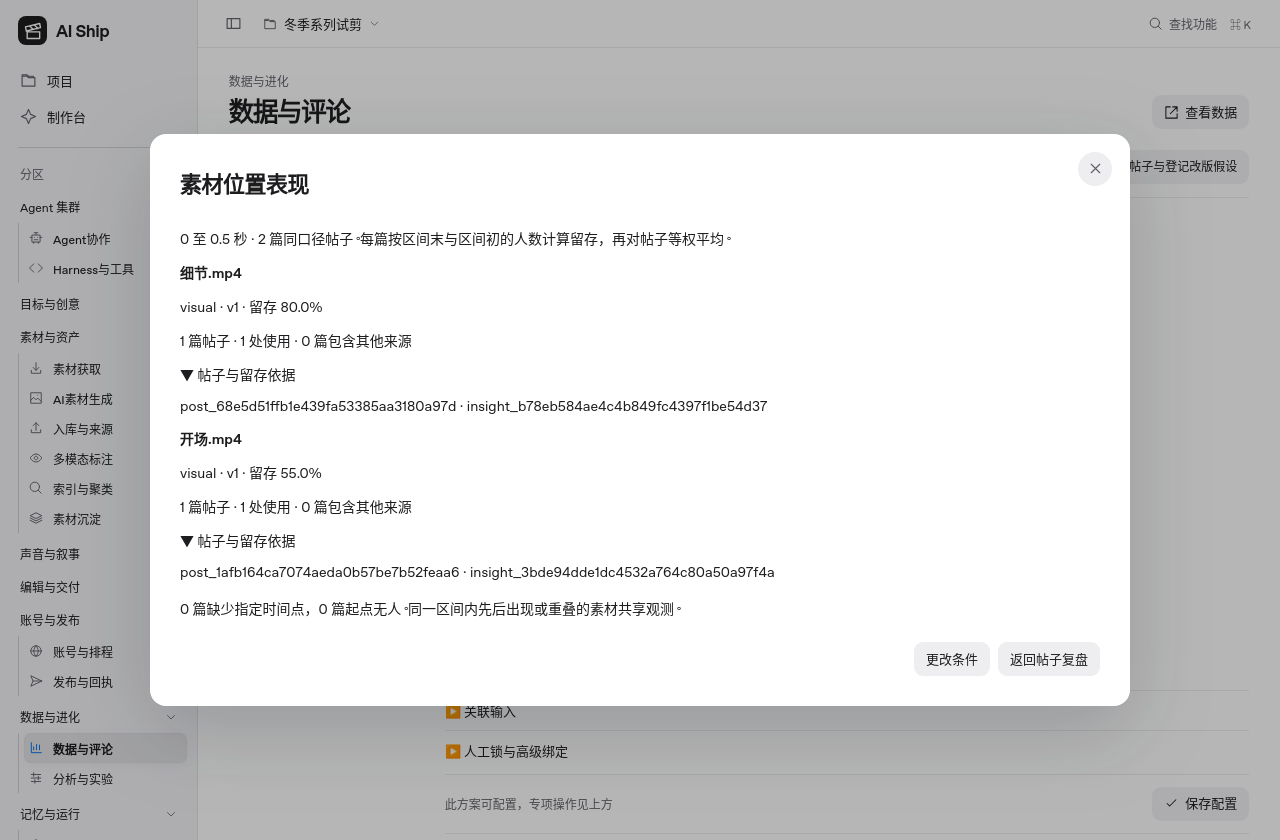 AI Ship
项目
制作台
分区
Agent 集群
Agent协作
Harness与工具
目标与创意
素材与资产
素材获取
AI素材生成
入库与来源
多模态标注
索引与聚类
素材沉淀
声音与叙事
编辑与交付
账号与发布
账号与排程
发布与回执
数据与进化
数据与评论
分析与实验
记忆与运行
冬季系列试剪
查找功能 ⌘K
数据与进化
数据与评论
查看数据
帖子与登记改版假设
素材位置表现
0 至 0.5 秒 · 2 篇同口径帖子。每篇按区间末与区间初的人数计算留存，再对帖子等权平均。
细节.mp4
visual · v1 · 留存 80.0%
1 篇帖子 · 1 处使用 · 0 篇包含其他来源
▼ 帖子与留存依据
post_68e5d51ffb1e439fa53385aa3180a97d · insight_b78eb584ae4c4b849fc4397f1be54d37
开场.mp4
visual · v1 · 留存 55.0%
1 篇帖子 · 1 处使用 · 0 篇包含其他来源
▼ 帖子与留存依据
post_1afb164ca7074aeda0b57be7b52feaa6 · insight_3bde94dde1dc4532a764c80a50a97f4a
0 篇缺少指定时间点，0 篇起点无人。同一区间内先后出现或重叠的素材共享观测。
更改条件
返回帖子复盘
▶ 关联输入
▶ 人工锁与高级绑定
此方案可配置，专项操作见上方
保存配置